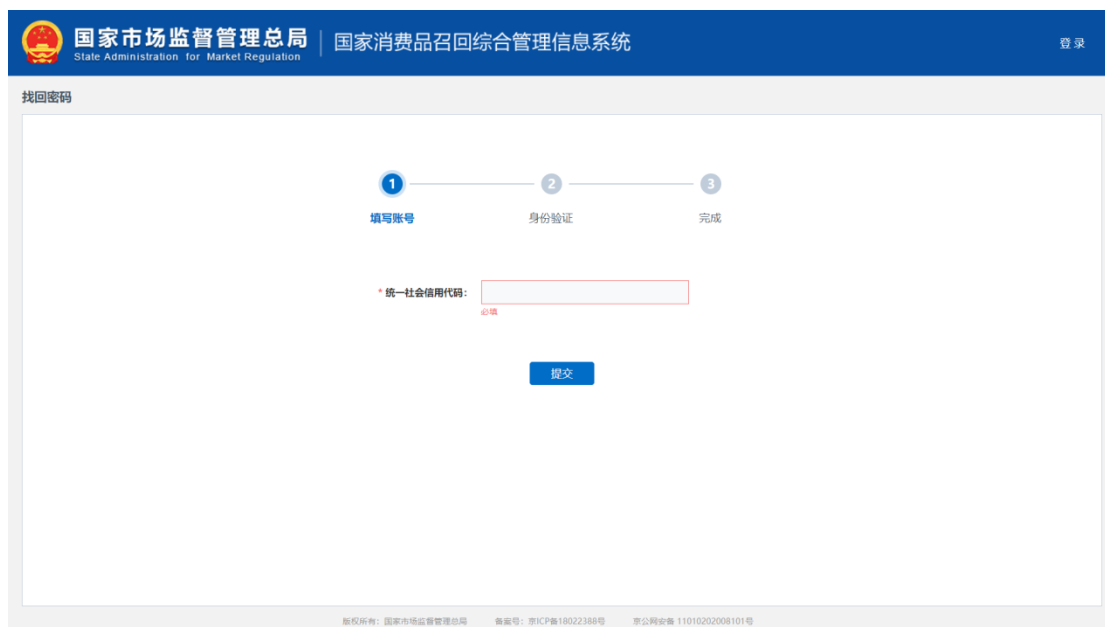 国家市场监督管理总局 国家消费品召回综合管理信息系统 登录
State Administration for Market Regulation
找回密码
1 2 3
填写账号 身份验证 完成
* 统一社会信用代码：
必填
提交
版权所有：国家市场监督管理总局 备案号：京ICP备18022388号 京公网安备 11010202008101号